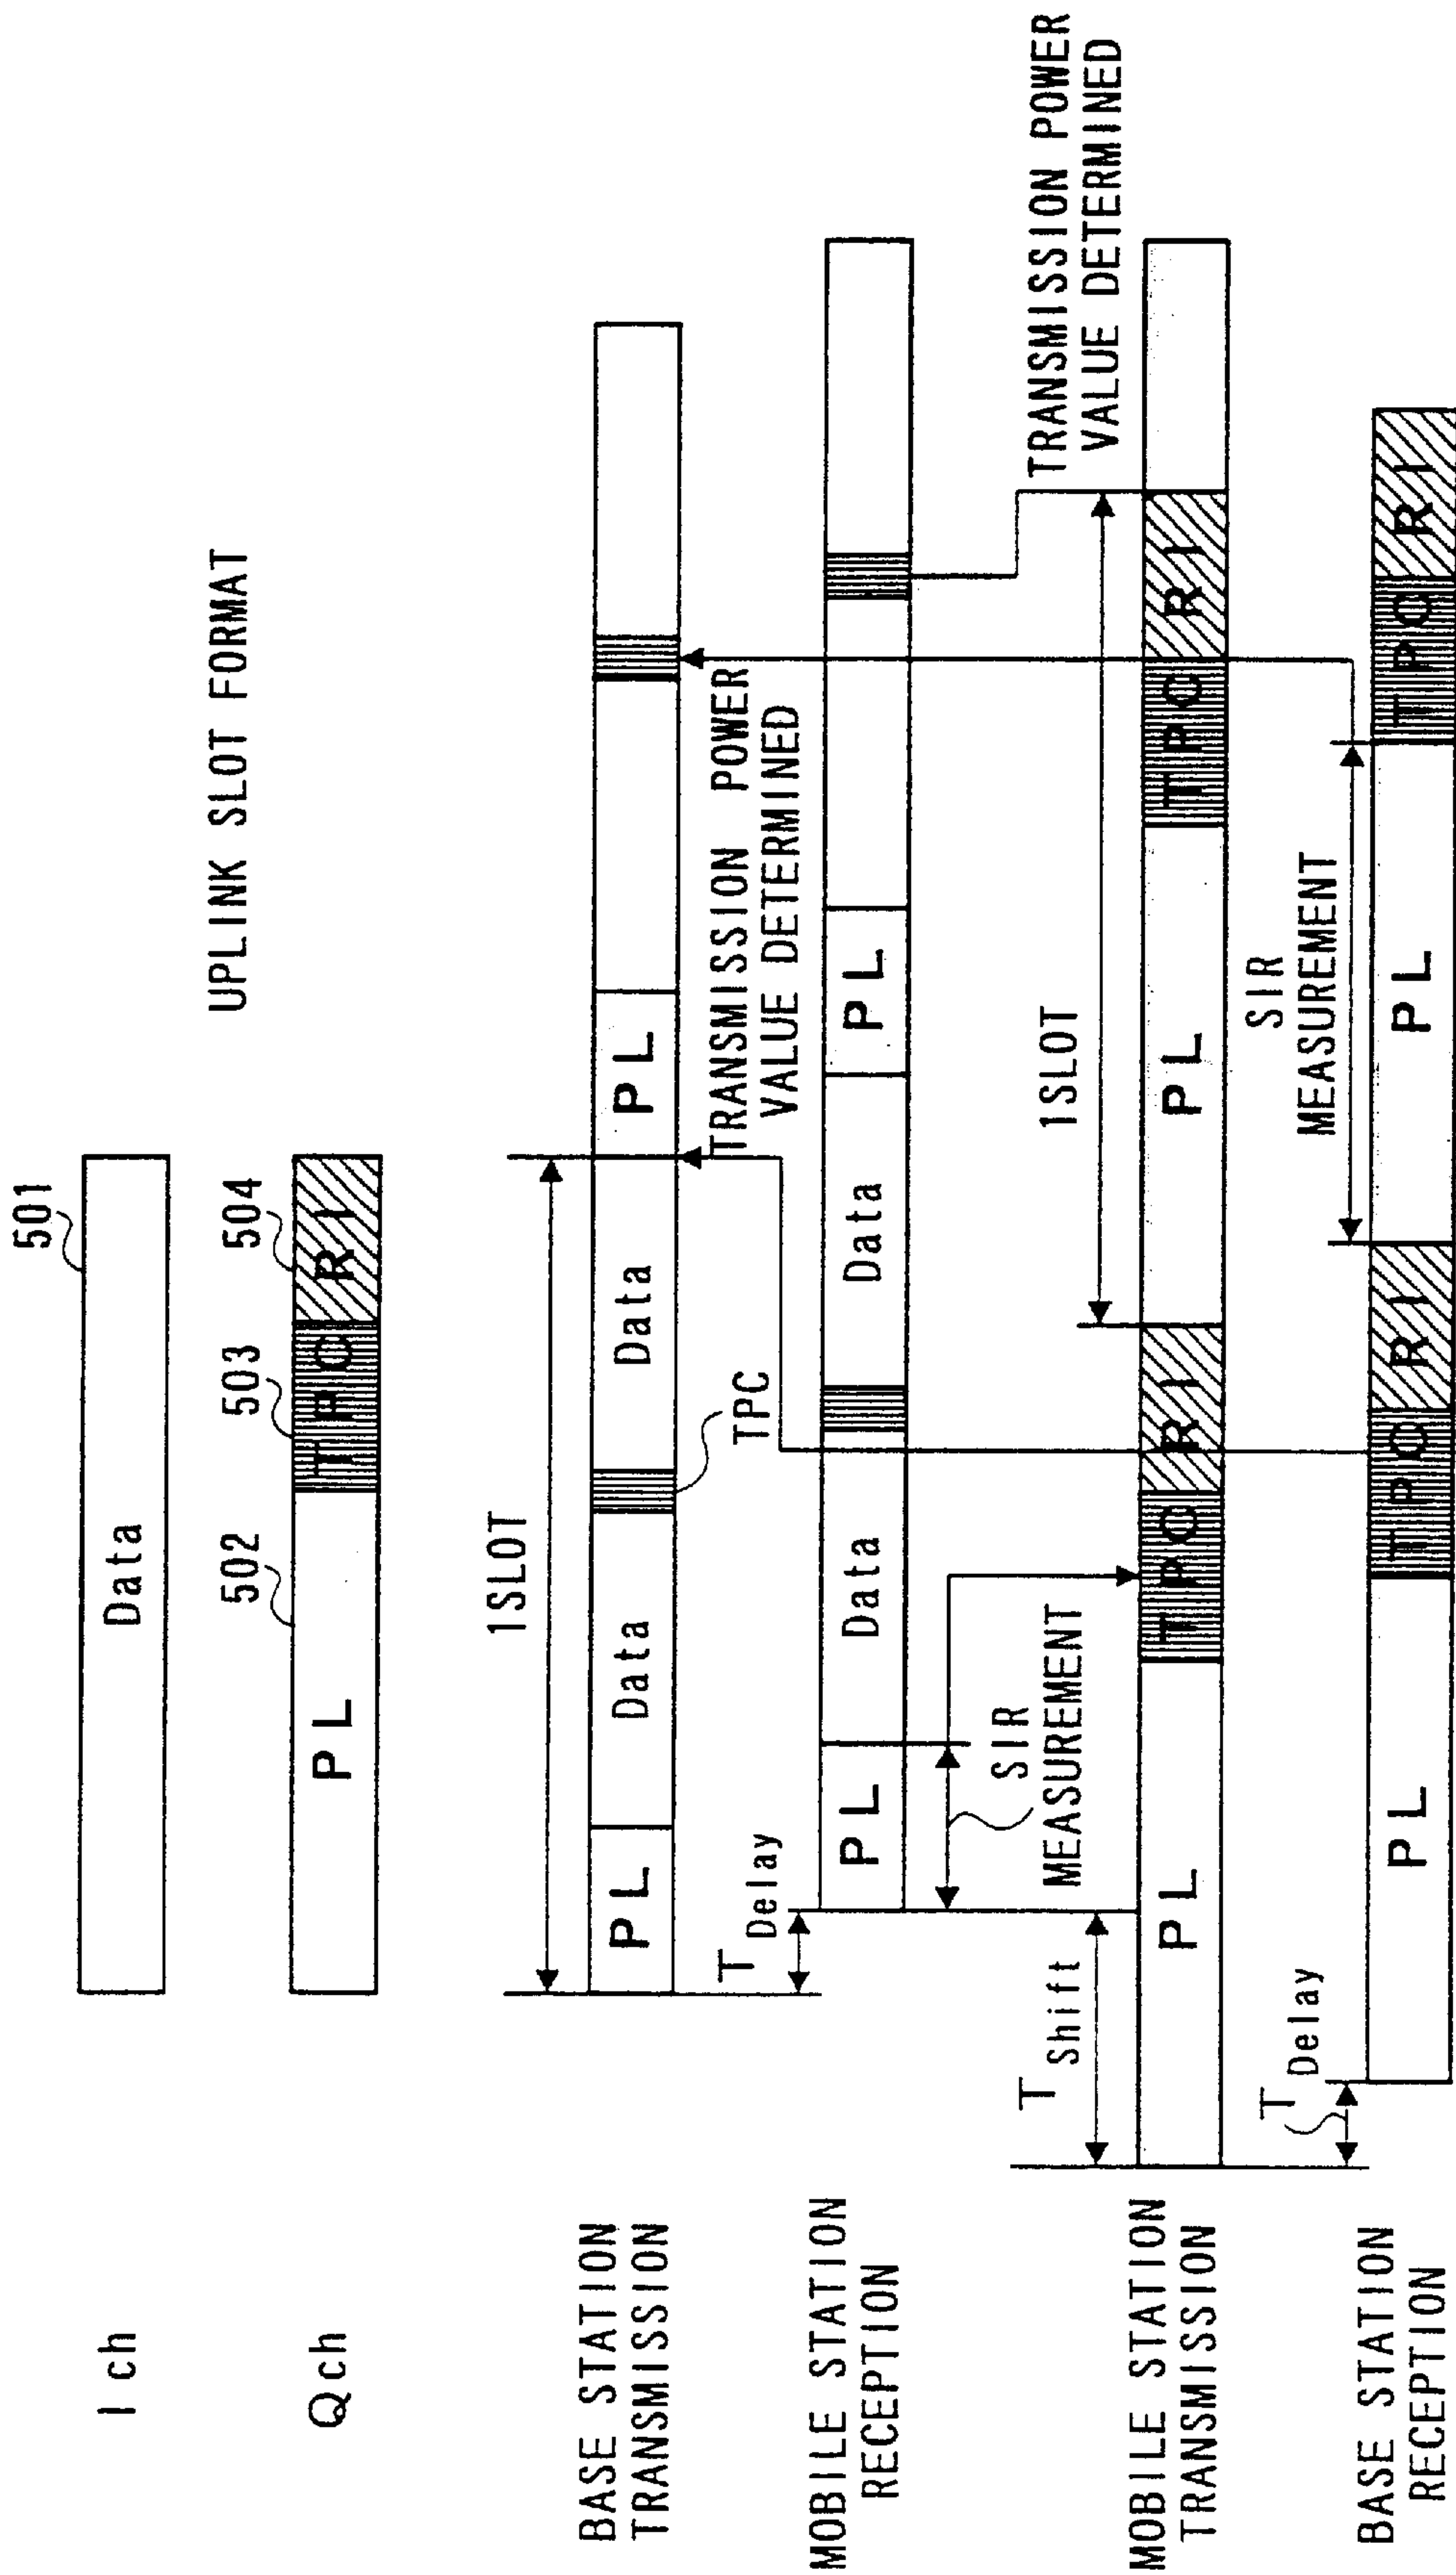 501
I ch
Data
502
503
504
Qch
PL
TPC
RI
UPLINK SLOT FORMAT
1SLOT
BASE STATION
TRANSMISSION
PL
Data
Data
PL
TPC
TRANSMISSION POWER
VALUE DETERMINED
T Delay
MOBILE STATION
RECEPTION
PL
Data
Data
PL
SIR
MEASUREMENT
TRANSMISSION POWER
VALUE DETERMINED
T Shift
1SLOT
MOBILE STATION
TRANSMISSION
PL
TPC
RI
PL
TPC
RI
T Delay
SIR
MEASUREMENT
BASE STATION
RECEPTION
PL
TPC
RI
PL
TPC
RI